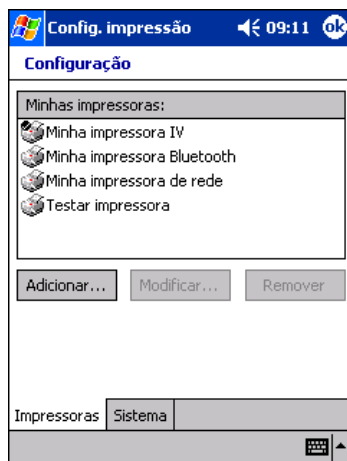 Config. impressão 09:11 ok
Configuração
Minhas impressoras:
Minha impressora IV
Minha impressora Bluetooth
Minha impressora de rede
Testar impressora
Adicionar... Modificar... Remover
Impressoras Sistema